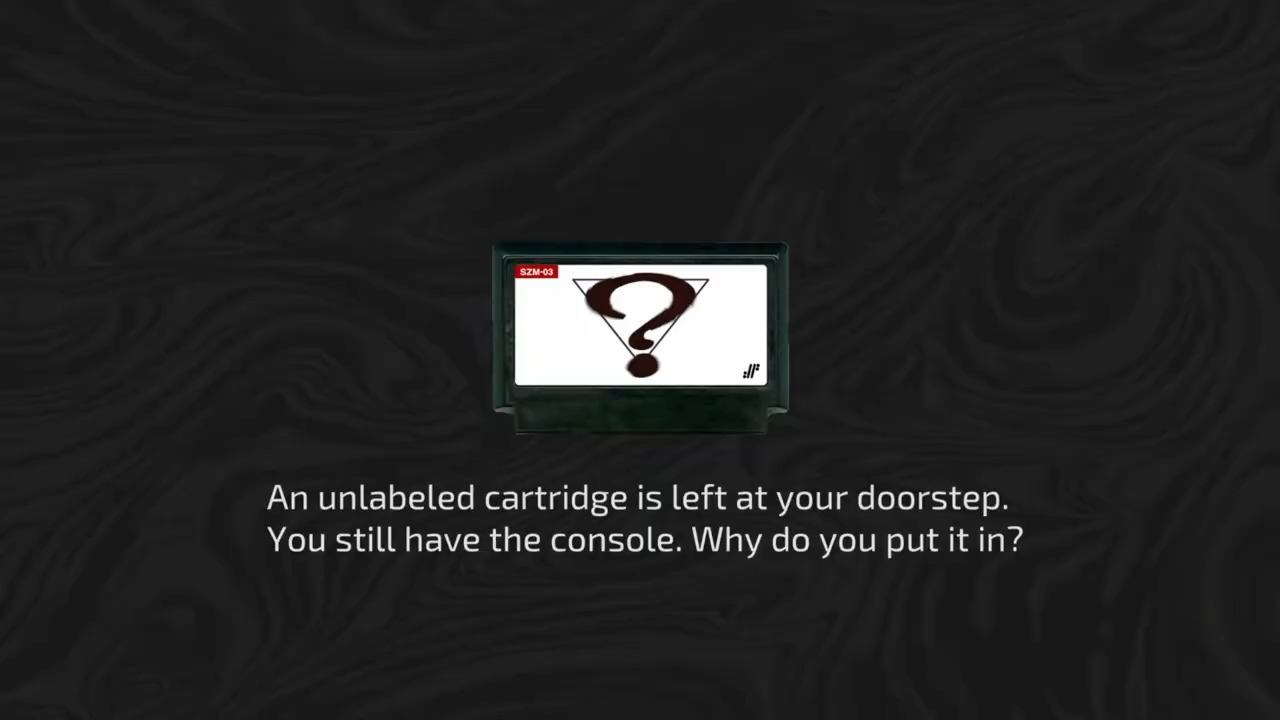 SZM-03
?
An unlabeled cartridge is left at your doorstep.
You still have the console. Why do you put it in?